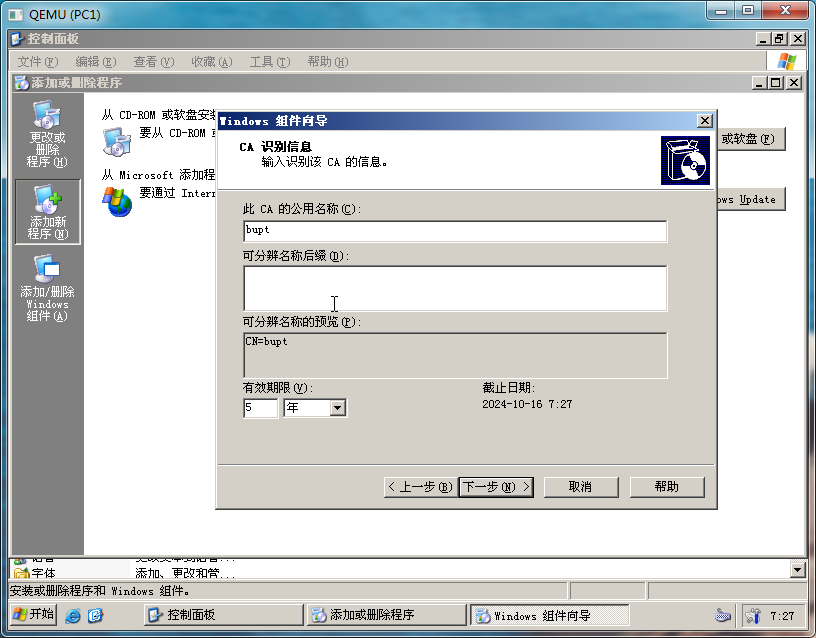 QEMU (PC1)
控制面板
文件(F) 编辑(E) 查看(V) 收藏(A) 工具(T) 帮助(H)
添加或删除程序
更改或
删除
程序(H)
添加新
程序(N)
添加/删除
Windows
组件(A)
从 CD-ROM 或软盘安装
要从 CD-ROM
或软盘(F)
从 Microsoft 添加程
要通过 Intern
ows Update
Windows 组件向导
CA 识别信息
输入识别该 CA 的信息。
此 CA 的公用名称(C):
bupt
可分辨名称后缀(D):
可分辨名称的预览(P):
CN=bupt
有效期限(V):
截止日期:
5 年
2024-10-16 7:27
< 上一步(B) 下一步(N) > 取消 帮助
字体 添加、更改和管...
安装或删除程序和 Windows 组件。
开始 控制面板 添加或删除程序 Windows 组件向导 7:27